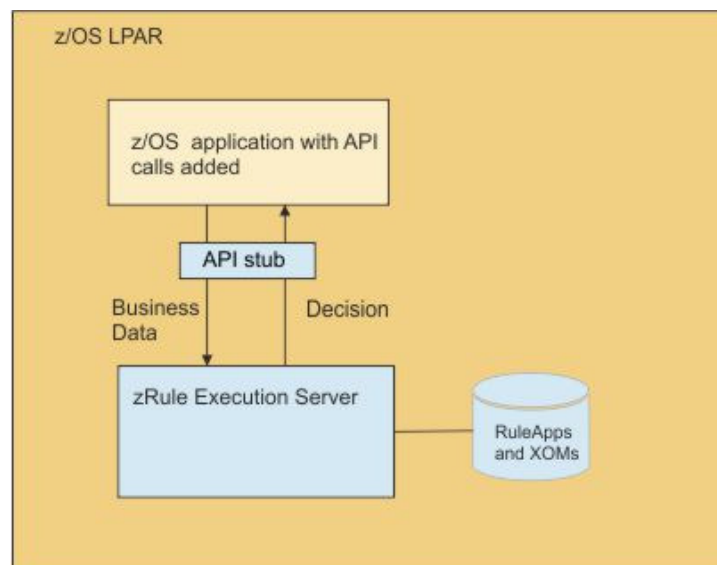 z/OS LPAR
z/OS  application with API
calls added
API stub
Business
Data
Decision
zRule Execution Server
RuleApps
and XOMs